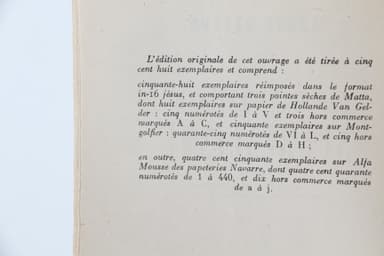 L'édition originale de cet ouvrage a été tirée à cinq
cent huit exemplaires et comprend :
cinquante-huit exemplaires réimposés dans le format
in-16 jésus, et comportant trois pointes sèches de Matta,
dont huit exemplaires sur papier de Hollande Van Gel-
der : cinq numérotés de I à V et trois hors commerce
marqués A à C, et cinquante exemplaires sur Mont-
golfier : quarante-cinq numérotés de VI à L, et cinq hors
commerce marqués D à H ;
en outre, quatre cent cinquante exemplaires sur Alfa
Mousse des papeteries Navarre, dont quatre cent quarante
numérotés de 1 à 440, et dix hors commerce marqués
de a à j.